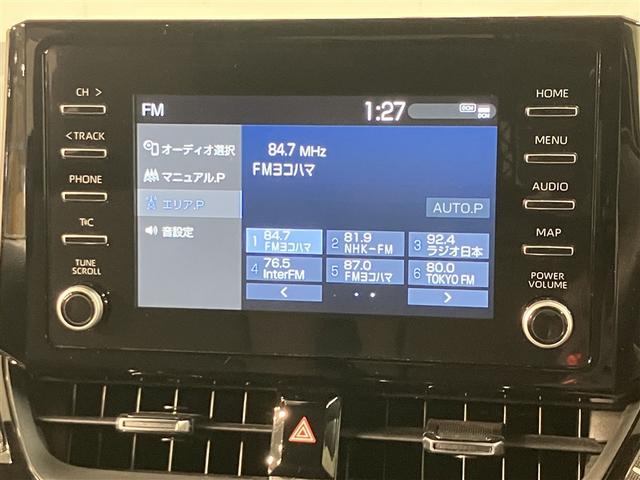 CH >
< TRACK
PHONE
T:C
TUNE
SCROLL
FM
1:27
DCM
DCM
オーディオ選択
マニュアル.P
エリア.P
音設定
84.7 MHz
FMヨコハマ
AUTO.P
1 84.7 FMヨコハマ
2 81.9 NHK-FM
3 92.4 ラジオ日本
4 76.5 InterFM
5 87.0 FMヨコハマ
6 80.0 TOKYO FM
<
>
HOME
MENU
AUDIO
MAP
POWER
VOLUME